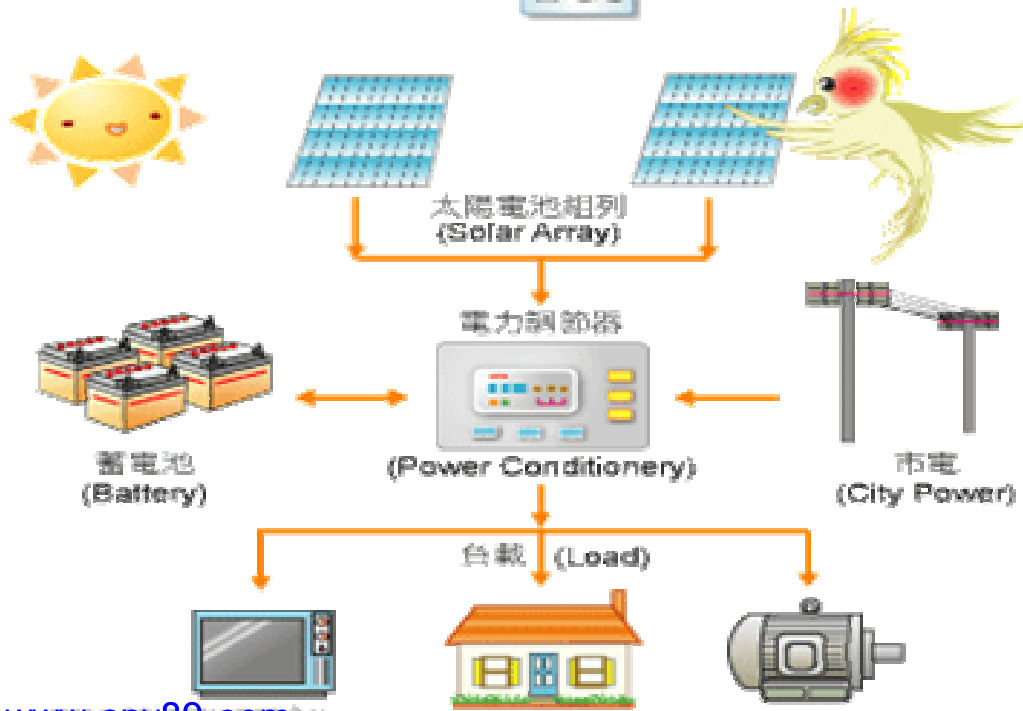 太陽電池組列
(Solar Array)
電力調節器
蓄電池
(Battery)
(Power Conditionery)
市電
(City Power)
負載 (Load)